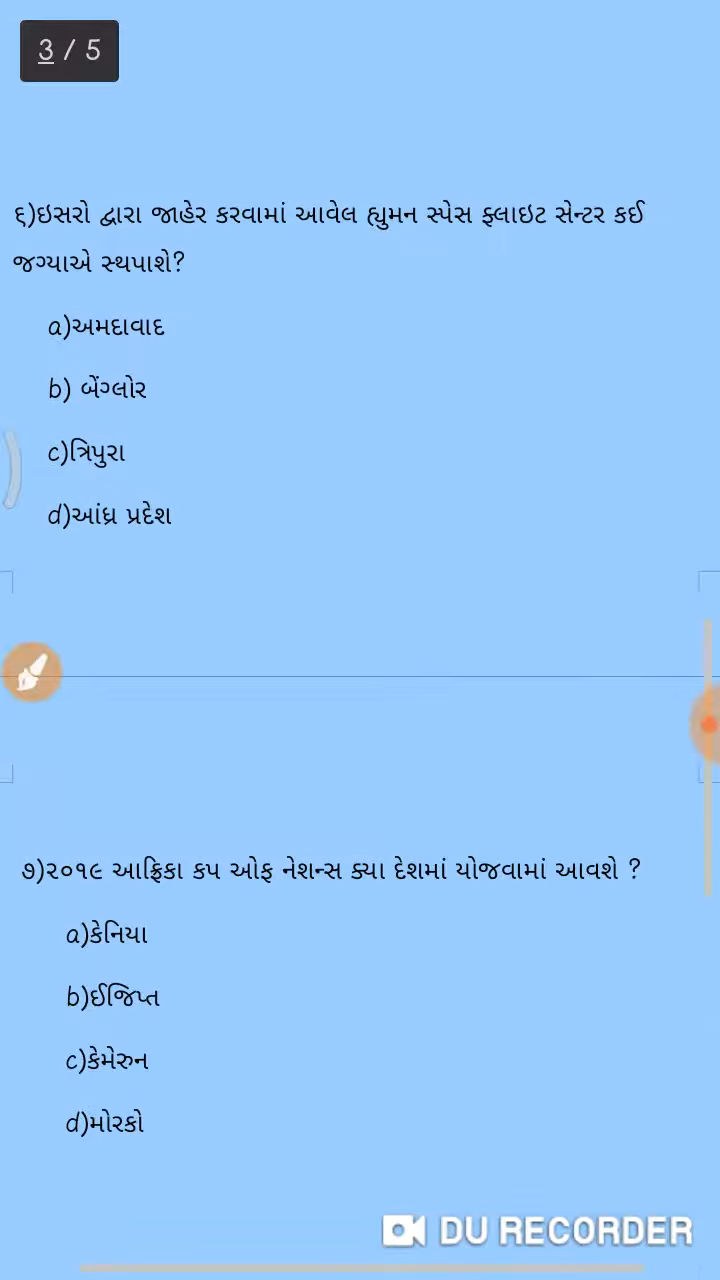 3 / 5
૬)ઇસરો દ્વારા જાહેર કરવામાં આવેલ હ્યુમન સ્પેસ ફ્લાઇટ સેન્ટર કઈ
જગ્યાએ સ્થપાશે?
a)અમદાવાદ
b) બેંગ્લોર
c)ત્રિપુરા
d)આંધ્ર પ્રદેશ
૭)૨૦૧૯ આફ્રિકા કપ ઓફ નેશન્સ ક્યા દેશમાં યોજવામાં આવશે ?
a)કેનિયા
b)ઈજિપ્ત
c)કેમેરુન
d)મોરકો
DU RECORDER